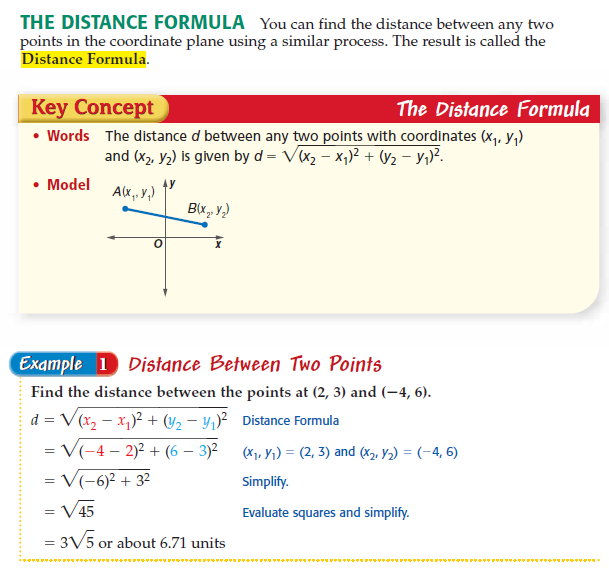 THE DISTANCE FORMULA You can find the distance between any two
points in the coordinate plane using a similar process. The result is called the
Distance Formula.
Key Concept The Distance Formula
• Words The distance d between any two points with coordinates (x₁, y₁)
and (x₂, y₂) is given by d = √(x₂ − x₁)² + (y₂ − y₁)².
• Model
y
A(x₁, y₁)
B(x₂, y₂)
O x
Example 1 Distance Between Two Points
Find the distance between the points at (2, 3) and (−4, 6).
d = √(x₂ − x₁)² + (y₂ − y₁)² Distance Formula
= √(−4 − 2)² + (6 − 3)² (x₁, y₁) = (2, 3) and (x₂, y₂) = (−4, 6)
= √(−6)² + 3² Simplify.
= √45 Evaluate squares and simplify.
= 3√5 or about 6.71 units